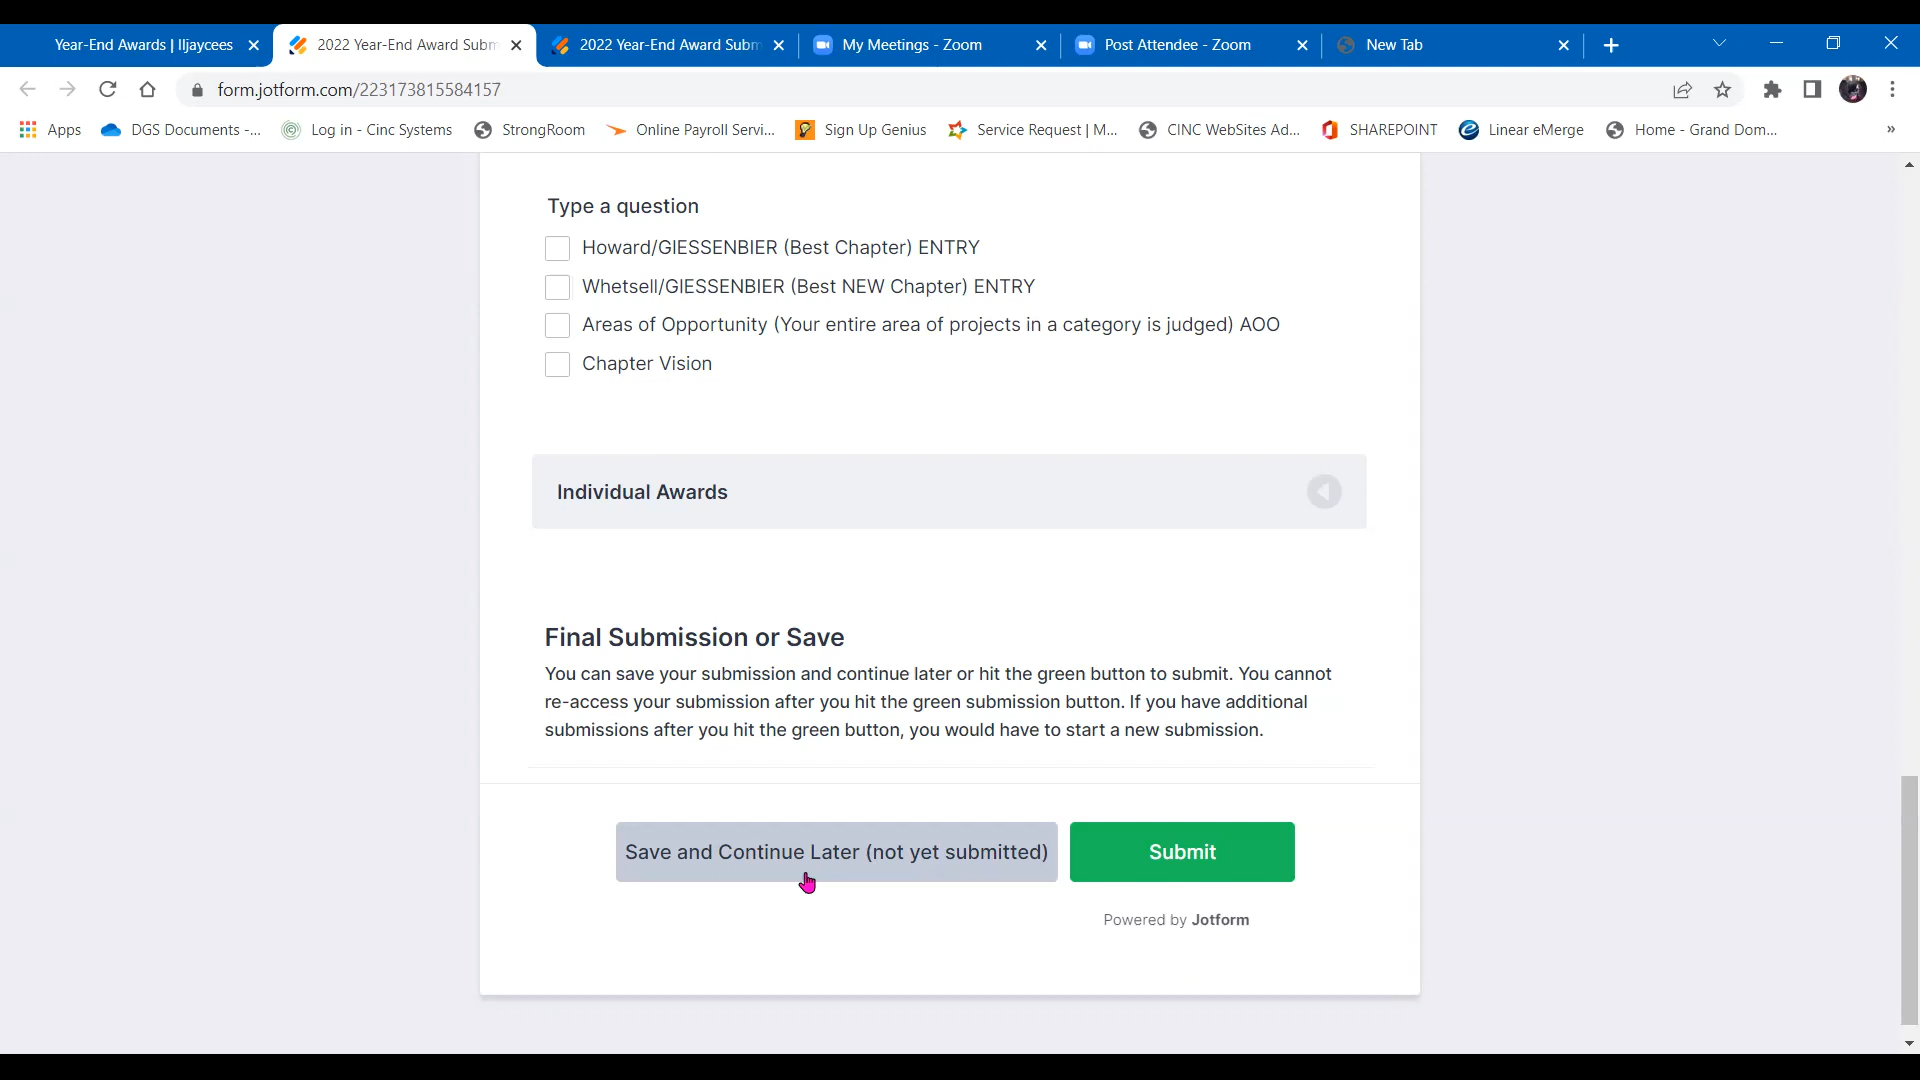 Year-End Awards | Iljaycees
2022 Year-End Award Subm
2022 Year-End Award Subm
My Meetings - Zoom
Post Attendee - Zoom
New Tab
form.jotform.com/223173815584157
Apps
DGS Documents -...
Log in - Cinc Systems
StrongRoom
Online Payroll Servi...
Sign Up Genius
Service Request | M...
CINC WebSites Ad...
SHAREPOINT
Linear eMerge
Home - Grand Dom...
»
Type a question
Howard/GIESSENBIER (Best Chapter) ENTRY
Whetsell/GIESSENBIER (Best NEW Chapter) ENTRY
Areas of Opportunity (Your entire area of projects in a category is judged) AOO
Chapter Vision
Individual Awards
Final Submission or Save
You can save your submission and continue later or hit the green button to submit. You cannot
re-access your submission after you hit the green submission button. If you have additional
submissions after you hit the green button, you would have to start a new submission.
Save and Continue Later (not yet submitted)
Submit
Powered by Jotform